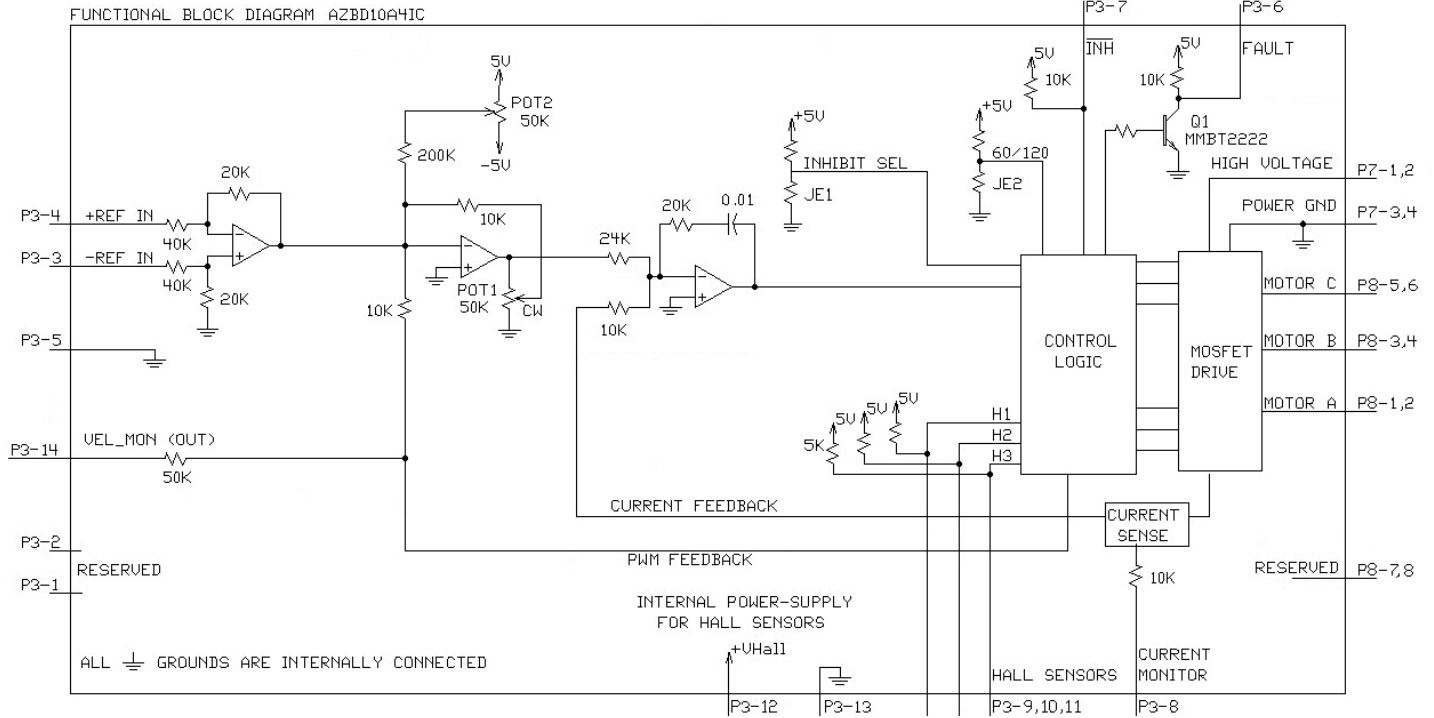 FUNCTIONAL BLOCK DIAGRAM AZBD10A4IC
P3-7
P3-6
INH
FAULT
5V
5V
10K
10K
5V
POT2
50K
-5V
+5V
+5V
Q1
MMBT2222
200K
INHIBIT SEL
60/120
HIGH VOLTAGE
P7-1,2
20K
JE1
JE2
POWER GND
P7-3,4
P3-4
+REF IN
40K
10K
20K
0.01
24K
P3-3
-REF IN
40K
20K
POT1
50K
CW
MOTOR C
P8-5,6
10K
10K
P3-5
CONTROL
LOGIC
MOSFET
DRIVE
MOTOR B
P8-3,4
5V
5V
5V
MOTOR A
P8-1,2
H1
H2
H3
5K
VEL_MON (OUT)
P3-14
50K
CURRENT FEEDBACK
CURRENT
SENSE
P3-2
PWM FEEDBACK
RESERVED
P3-1
10K
RESERVED
P8-7,8
INTERNAL POWER-SUPPLY
FOR HALL SENSORS
+VHall
ALL GROUNDS ARE INTERNALLY CONNECTED
HALL SENSORS
CURRENT
MONITOR
P3-12
P3-13
P3-9,10,11
P3-8